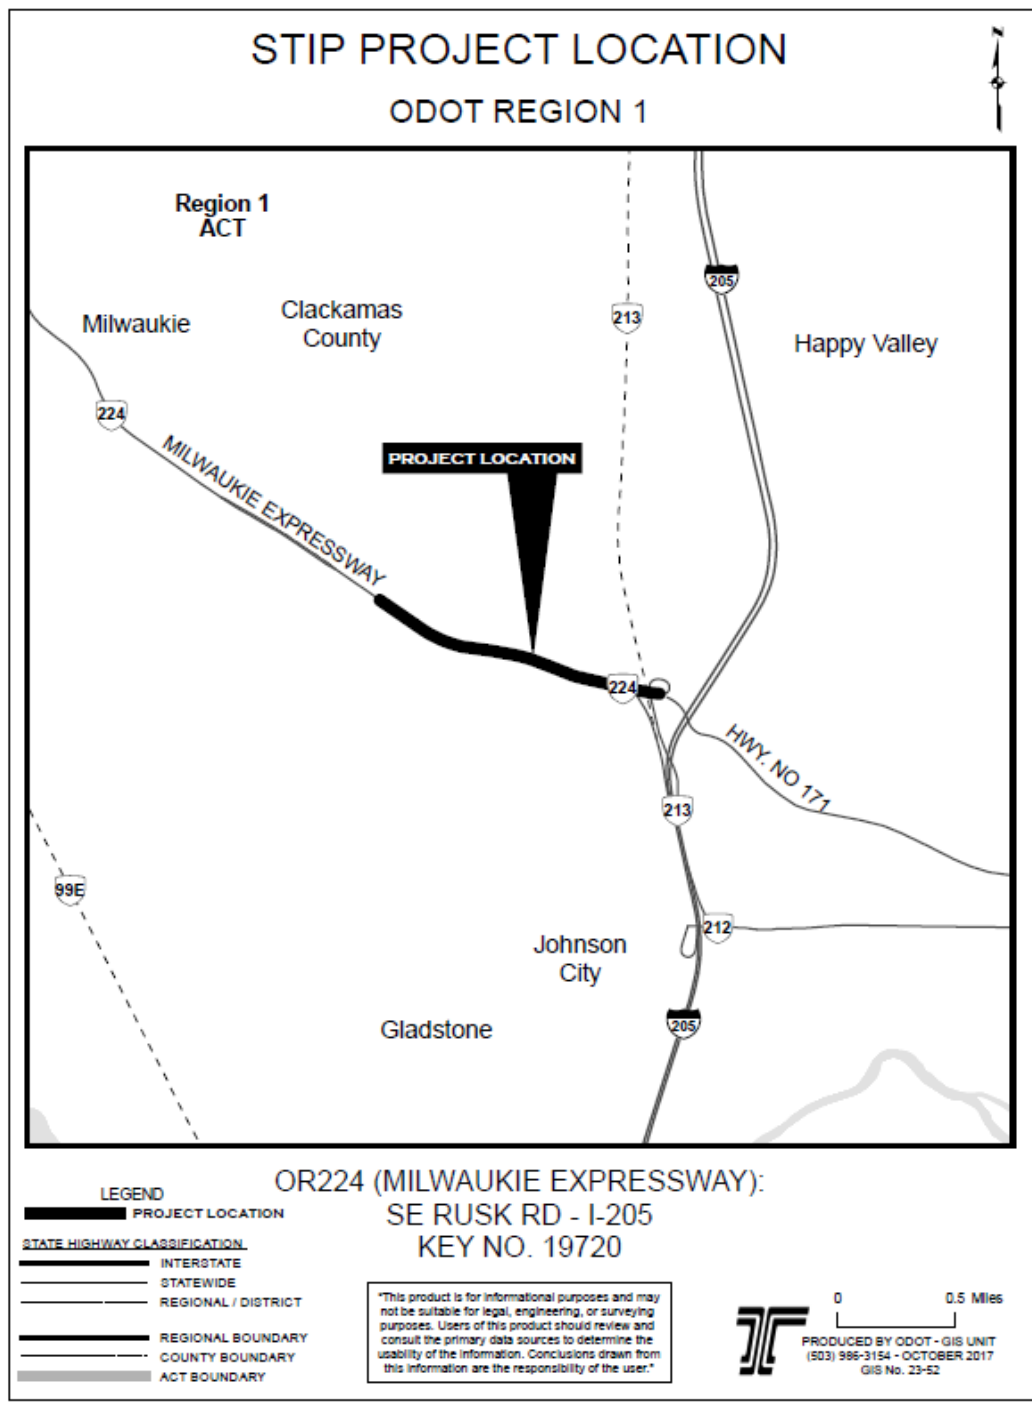 STIP PROJECT LOCATION
ODOT REGION 1
N
Region 1
ACT
205
Clackamas
County
Milwaukie
213
Happy Valley
224
MILWAUKIE EXPRESSWAY
PROJECT LOCATION
224
HWY. NO 171
213
99E
212
Johnson
City
Gladstone
205
OR224 (MILWAUKIE EXPRESSWAY):
SE RUSK RD - I-205
KEY NO. 19720
LEGEND
PROJECT LOCATION
STATE HIGHWAY CLASSIFICATION
INTERSTATE
STATEWIDE
REGIONAL / DISTRICT
REGIONAL BOUNDARY
COUNTY BOUNDARY
ACT BOUNDARY
"This product is for informational purposes and may
not be suitable for legal, engineering, or surveying
purposes. Users of this product should review and
consult the primary data sources to determine the
usability of the information. Conclusions drawn from
this information are the responsibility of the user."
0 0.5 Miles
PRODUCED BY ODOT - GIS UNIT
(503) 986-3154 - OCTOBER 2017
GIS No. 23-52